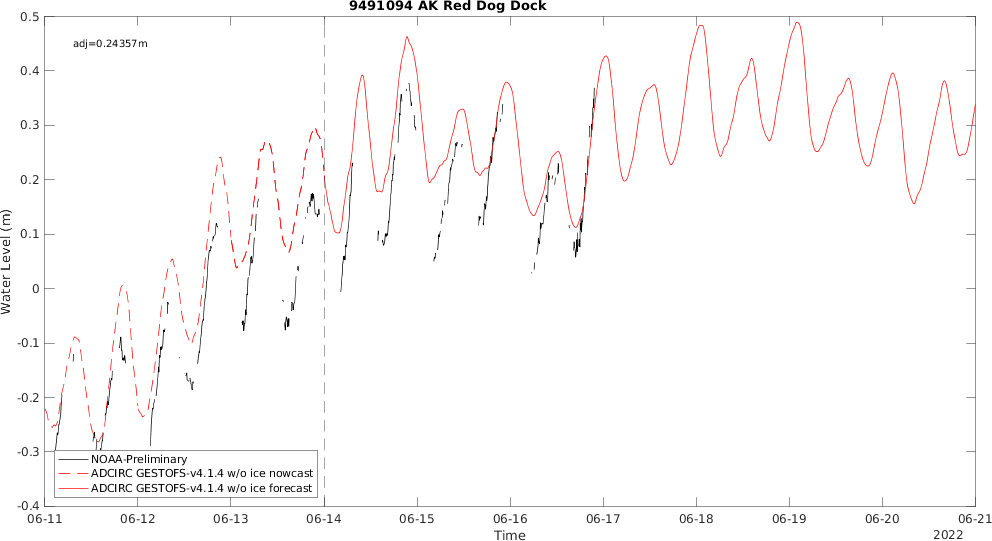 9491094 AK Red Dog Dock
adj=0.24357m
Water Level (m)
0.5
0.4
0.3
0.2
0.1
0
-0.1
-0.2
-0.3
-0.4
NOAA-Preliminary
ADCIRC GESTOFS-v4.1.4 w/o ice nowcast
ADCIRC GESTOFS-v4.1.4 w/o ice forecast
06-11 06-12 06-13 06-14 06-15 06-16 06-17 06-18 06-19 06-20 06-21
Time
2022